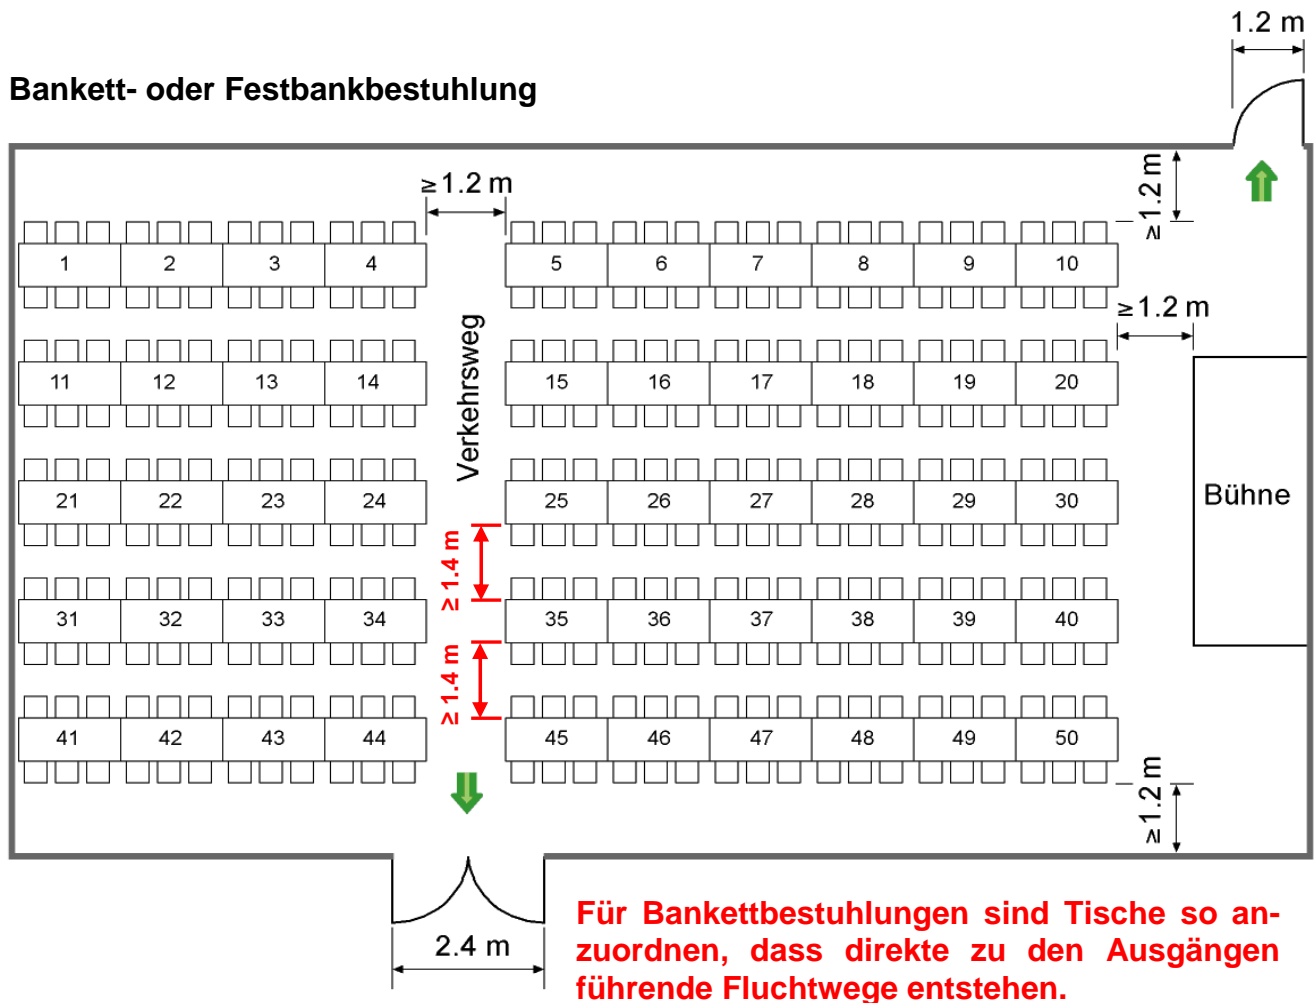 1.2 m
Bankett- oder Festbankbestuhlung
≥1.2 m
≥1.2 m
1 2 3 4 5 6 7 8 9 10
≥1.2 m
Verkehrsweg
11 12 13 14 15 16 17 18 19 20
21 22 23 24 25 26 27 28 29 30
Bühne
≥ 1.4 m
31 32 33 34 35 36 37 38 39 40
≥ 1.4 m
41 42 43 44 45 46 47 48 49 50
≥1.2 m
2.4 m
Für Bankettbestuhlungen sind Tische so an-
zuordnen, dass direkte zu den Ausgängen
führende Fluchtwege entstehen.